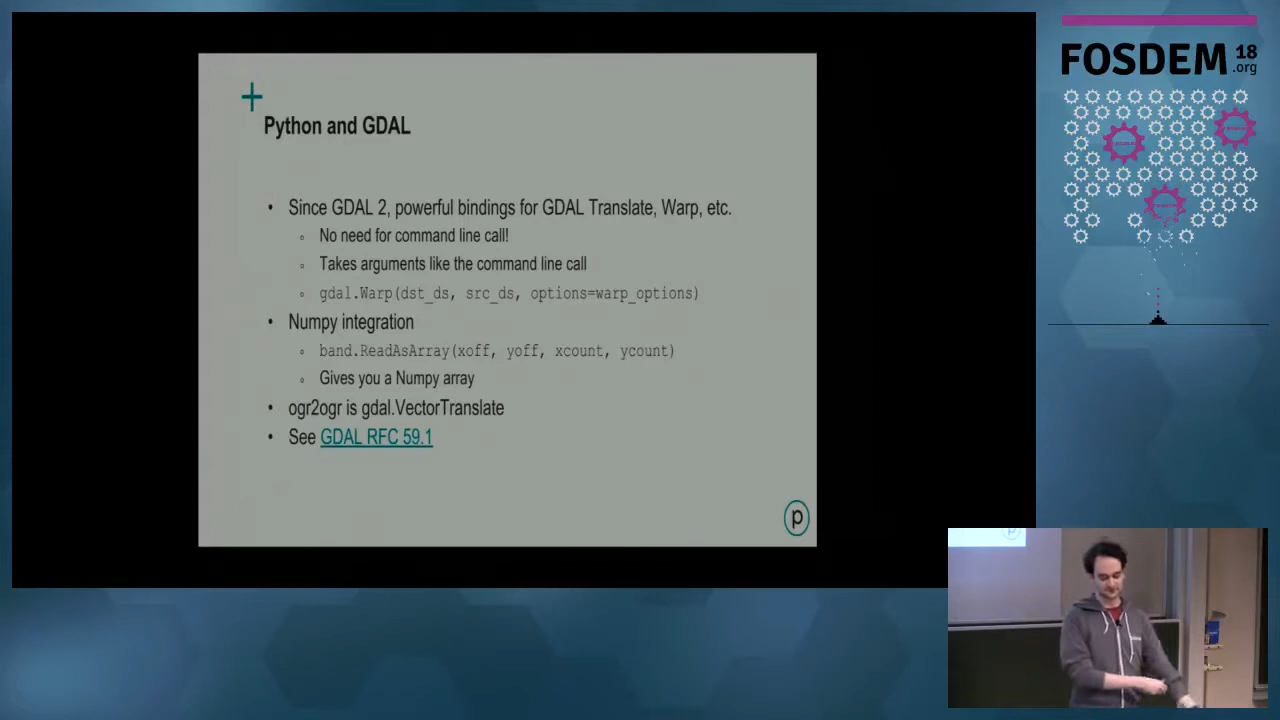 Python and GDAL
• Since GDAL 2, powerful bindings for GDAL Translate, Warp, etc.
◦ No need for command line call!
◦ Takes arguments like the command line call
◦ gdal.Warp(dst_ds, src_ds, options=warp_options)
• Numpy integration
◦ band.ReadAsArray(xoff, yoff, xcount, ycount)
◦ Gives you a Numpy array
• ogr2ogr is gdal.VectorTranslate
• See GDAL RFC 59.1
p
FOSDEM 18
.org